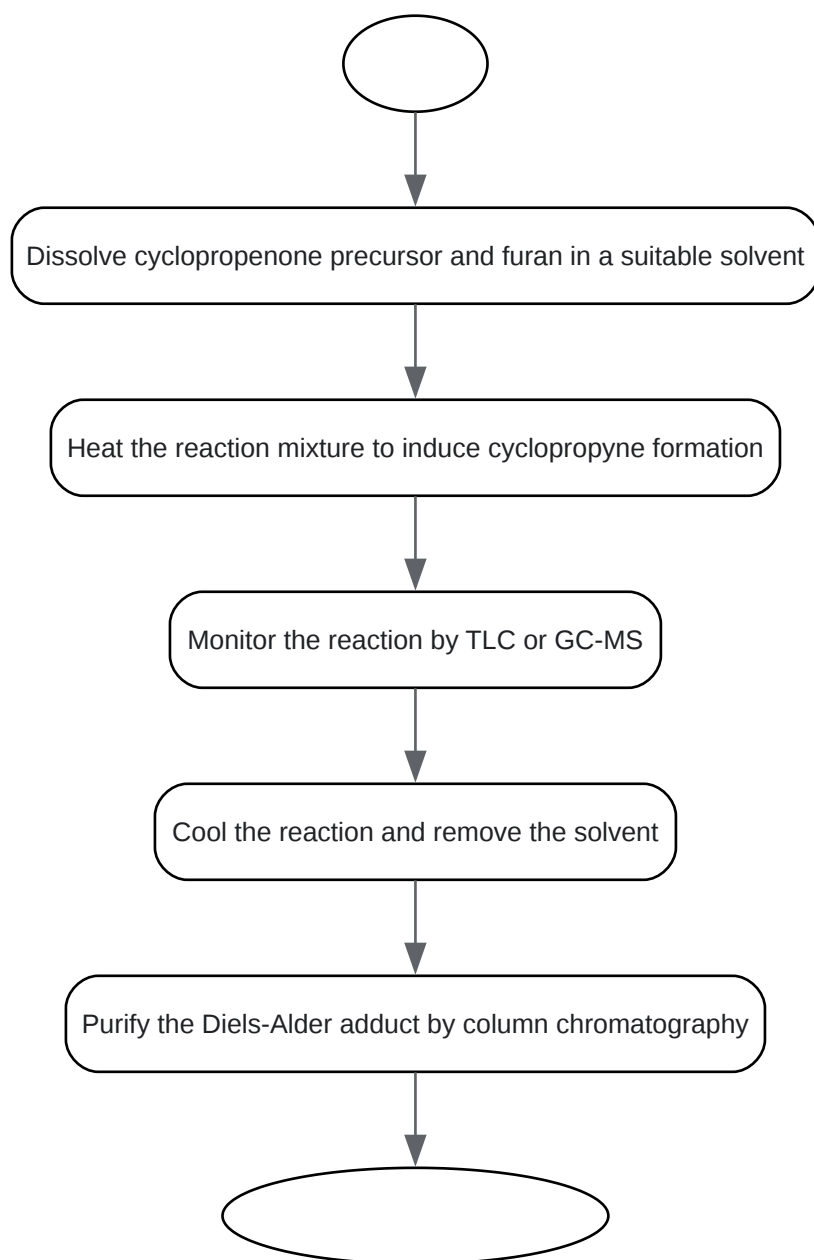 Dissolve cyclopropenone precursor and furan in a suitable solvent
Heat the reaction mixture to induce cyclopropyne formation
Monitor the reaction by TLC or GC-MS
Cool the reaction and remove the solvent
Purify the Diels-Alder adduct by column chromatography